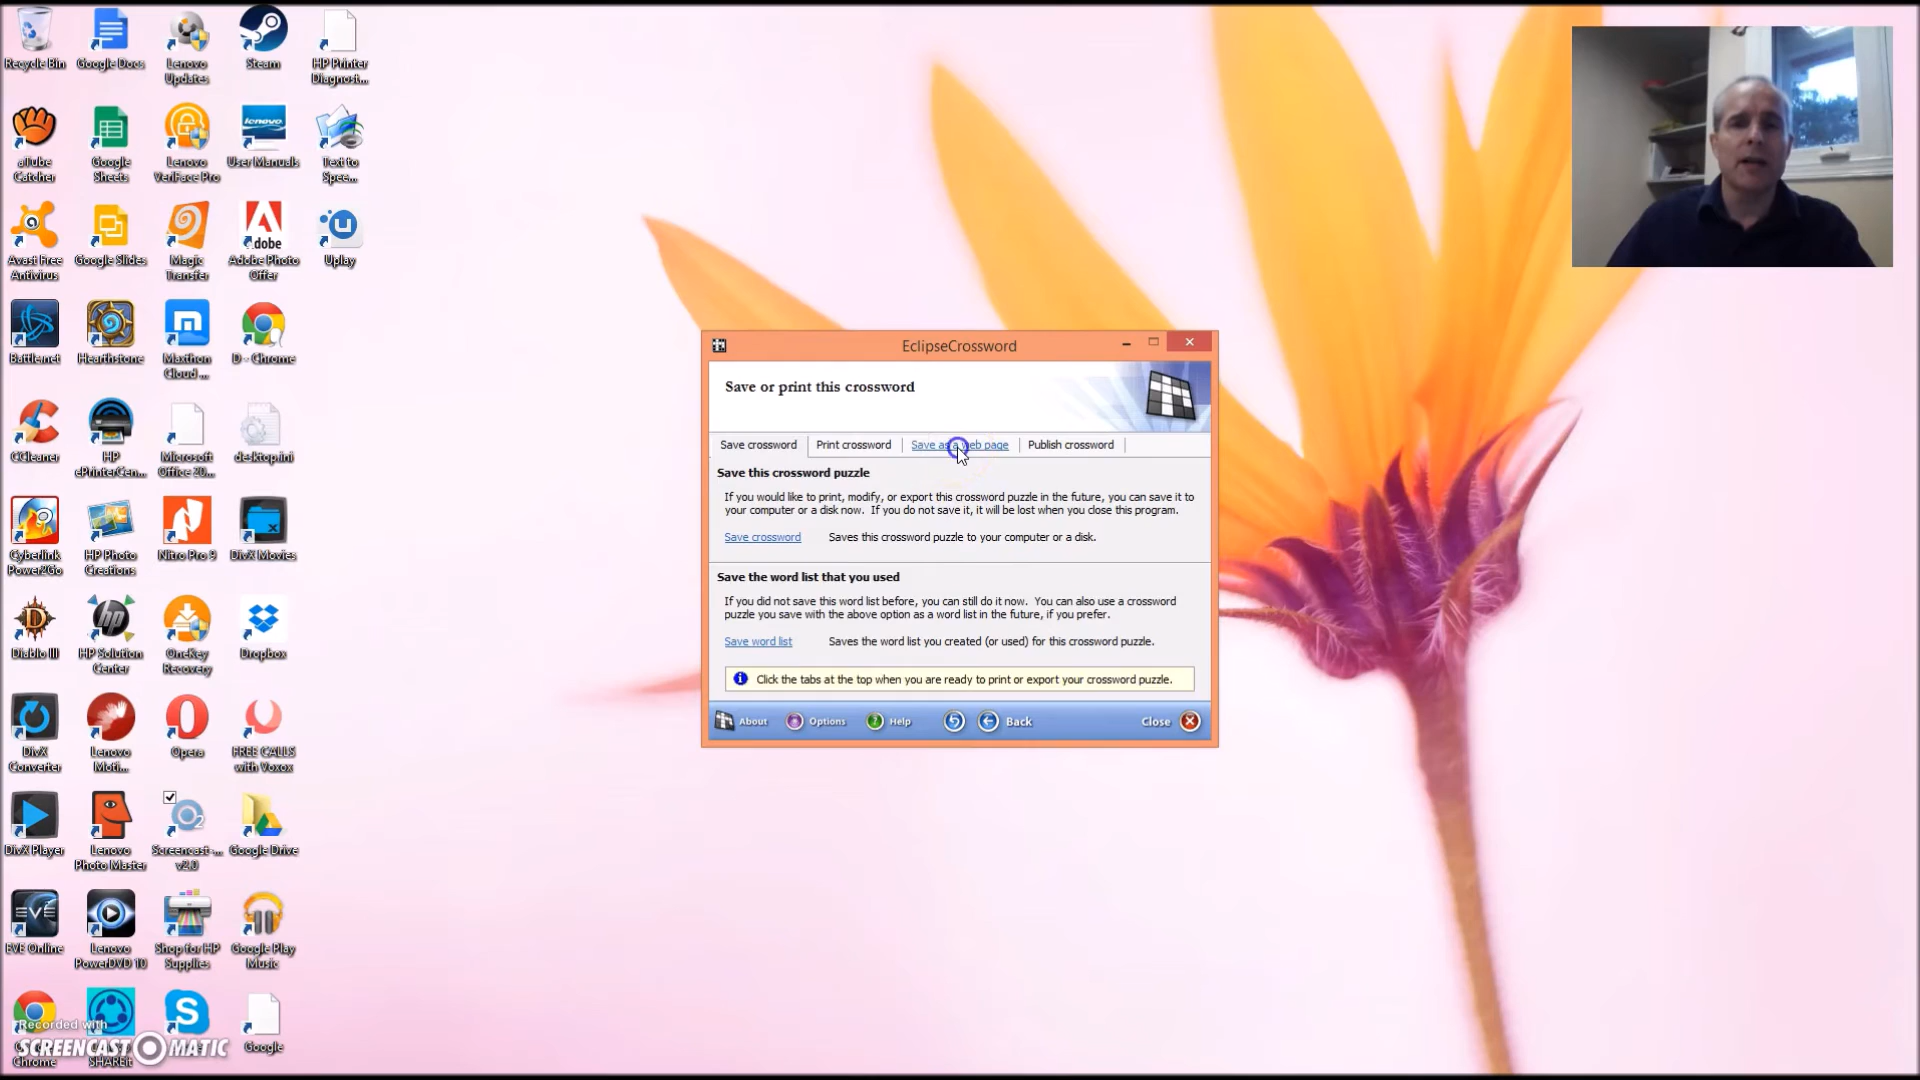 Recycle Bin
Google Docs
Lenovo
Updates
Steam
HP Printer
Diagnost...
aTube
Catcher
Google
Sheets
Lenovo
VeriFace Pro
lenovo
User Manuals
Text to
Spee...
Avast Free
Antivirus
Google Slides
Magic
Transfer
Adobe
Adobe Photo
Offer
Uplay
Battle.net
Hearthstone
Maxthon
Cloud ...
D - Chrome
CCleaner
HP
ePrinterCen...
Microsoft
Office 20...
desktop.ini
Cyberlink
Power2Go
HP Photo
Creations
Nitro Pro 9
DivX Movies
Diablo III
hp
HP Solution
Center
OneKey
Recovery
Dropbox
DivX
Converter
Lenovo
Moti...
Opera
FREE CALLS
with Voxox
DivX Player
Lenovo
Photo Master
Screencast-...
v2.0
Google Drive
EVE
EVE Online
Lenovo
PowerDVD 10
Shop for HP
Supplies
Google Play
Music
Chrome
SHAREit
Google
Recorded with
SCREENCAST MATIC
EclipseCrossword
Save or print this crossword
Save crossword
Print crossword
Save as a web page
Publish crossword
Save this crossword puzzle
If you would like to print, modify, or export this crossword puzzle in the future, you can save it to
your computer or a disk now. If you do not save it, it will be lost when you close this program.
Save crossword
Saves this crossword puzzle to your computer or a disk.
Save the word list that you used
If you did not save this word list before, you can still do it now. You can also use a crossword
puzzle you save with the above option as a word list in the future, if you prefer.
Save word list
Saves the word list you created (or used) for this crossword puzzle.
Click the tabs at the top when you are ready to print or export your crossword puzzle.
About
Options
Help
Back
Close